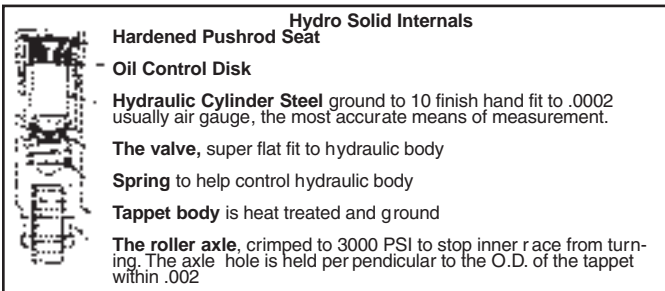 Hydro Solid Internals
Hardened Pushrod Seat
Oil Control Disk
Hydraulic Cylinder Steel ground to 10 finish hand fit to .0002
usually air gauge, the most accurate means of measurement.
The valve, super flat fit to hydraulic body
Spring to help control hydraulic body
Tappet body is heat treated and ground
The roller axle, crimped to 3000 PSI to stop inner race from turn-
ing. The axle hole is held perpendicular to the O.D. of the tappet
within .002